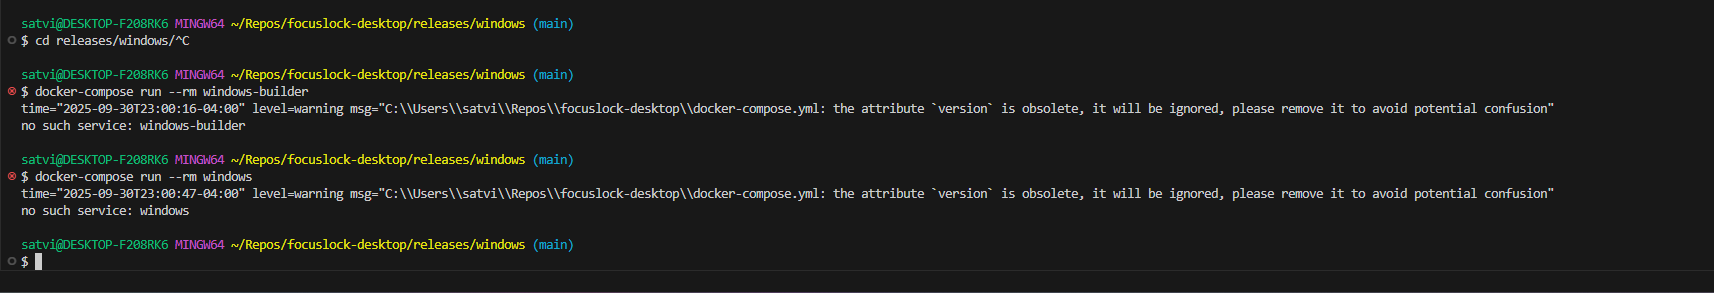 satvi@DESKTOP-F208RK6 MINGW64 ~/Repos/focuslock-desktop/releases/windows (main)
$ cd releases/windows/^C
satvi@DESKTOP-F208RK6 MINGW64 ~/Repos/focuslock-desktop/releases/windows (main)
$ docker-compose run --rm windows-builder
time="2025-09-30T23:00:16-04:00" level=warning msg="C:\\Users\\satvi\\Repos\\focuslock-desktop\\docker-compose.yml: the attribute `version` is obsolete, it will be ignored, please remove it to avoid potential confusion"
no such service: windows-builder
satvi@DESKTOP-F208RK6 MINGW64 ~/Repos/focuslock-desktop/releases/windows (main)
$ docker-compose run --rm windows
time="2025-09-30T23:00:47-04:00" level=warning msg="C:\\Users\\satvi\\Repos\\focuslock-desktop\\docker-compose.yml: the attribute `version` is obsolete, it will be ignored, please remove it to avoid potential confusion"
no such service: windows
satvi@DESKTOP-F208RK6 MINGW64 ~/Repos/focuslock-desktop/releases/windows (main)
$